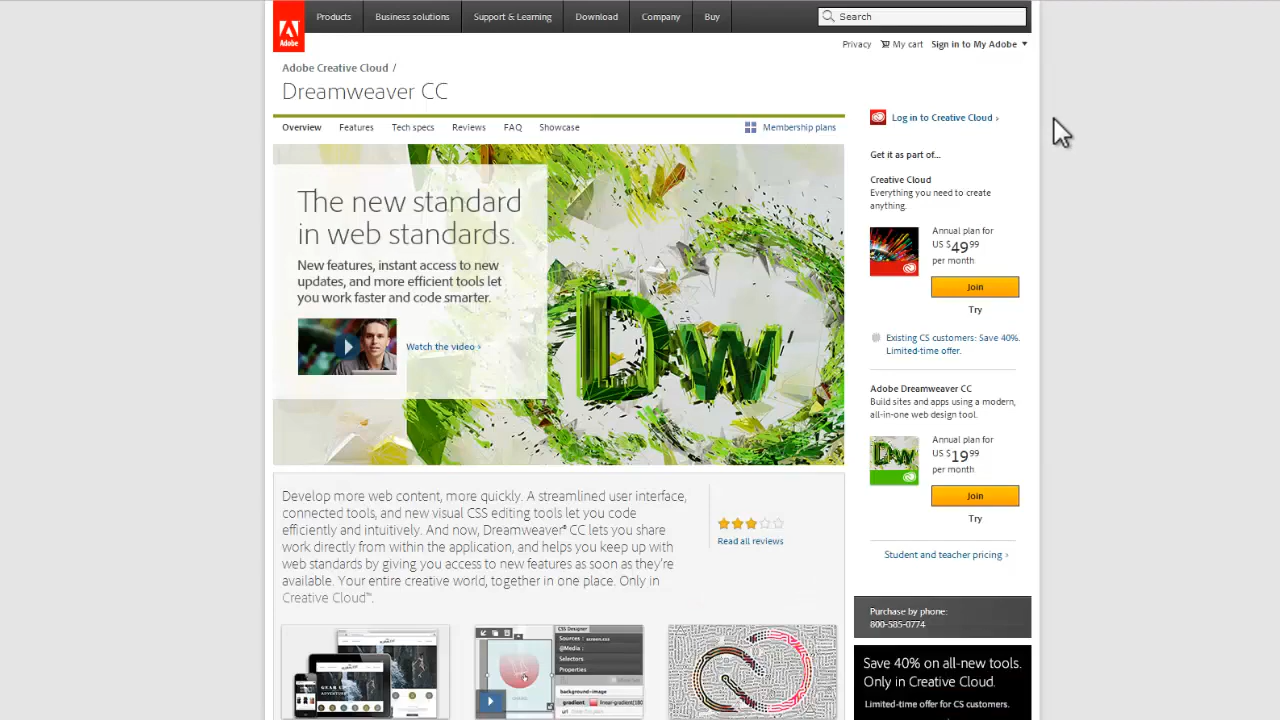 Products
Business solutions
Support & Learning
Download
Company
Buy
Search
Adobe
Privacy
My cart
Sign in to My Adobe
Adobe Creative Cloud /
Dreamweaver CC
Overview
Features
Tech specs
Reviews
FAQ
Showcase
Membership plans
The new standard
in web standards.
New features, instant access to new
updates, and more efficient tools let
you work faster and code smarter.
Watch the video ›
Dw
Log in to Creative Cloud ›
Get it as part of...
Creative Cloud
Everything you need to create
anything.
Annual plan for
US $49.99
per month
Join
Try
Existing CS customers: Save 40%.
Limited-time offer.
Adobe Dreamweaver CC
Build sites and apps using a modern,
all-in-one web design tool.
Dw
Annual plan for
US $19.99
per month
Join
Try
Student and teacher pricing ›
Purchase by phone:
800-585-0774
Save 40% on all-new tools.
Only in Creative Cloud.
Limited-time offer for CS customers.
Develop more web content, more quickly. A streamlined user interface,
connected tools, and new visual CSS editing tools let you code
efficiently and intuitively. And now, Dreamweaver® CC lets you share
work directly from within the application, and helps you keep up with
web standards by giving you access to new features as soon as they're
available. Your entire creative world, together in one place. Only in
Creative Cloud™.
Read all reviews
CSS Designer
Sources :
@Media :
Selectors
Properties
background-image
gradient
linear-gradient(180
url